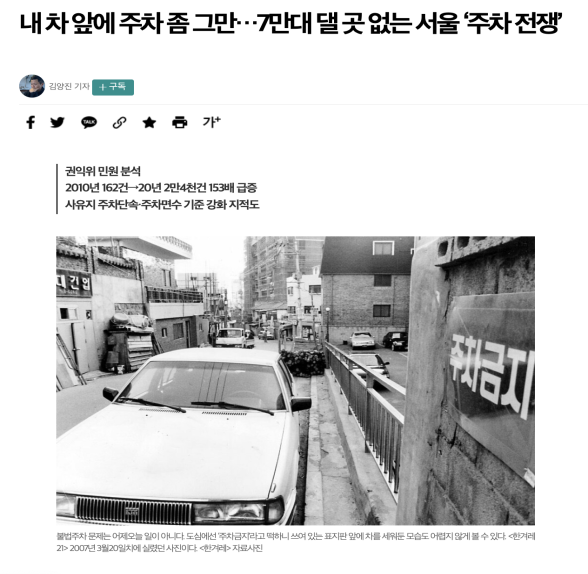 내 차 앞에 주차 좀 그만…7만대 댈 곳 없는 서울 ‘주차 전쟁’
김양진 기자 + 구독
TALK 가+
권익위 민원 분석
2010년 162건→20년 2만4천건 153배 급증
사유지 주차단속·주차면수 기준 강화 지적도
주차금지
불법주차 문제는 어제오늘 일이 아니다. 도심에선 ‘주차금지’라고 떡하니 쓰여 있는 표지판 앞에 차를 세워둔 모습도 어렵지 않게 볼 수 있다. <한겨레
21> 2007년 3월20일치에 실렸던 사진이다. <한겨레> 자료사진